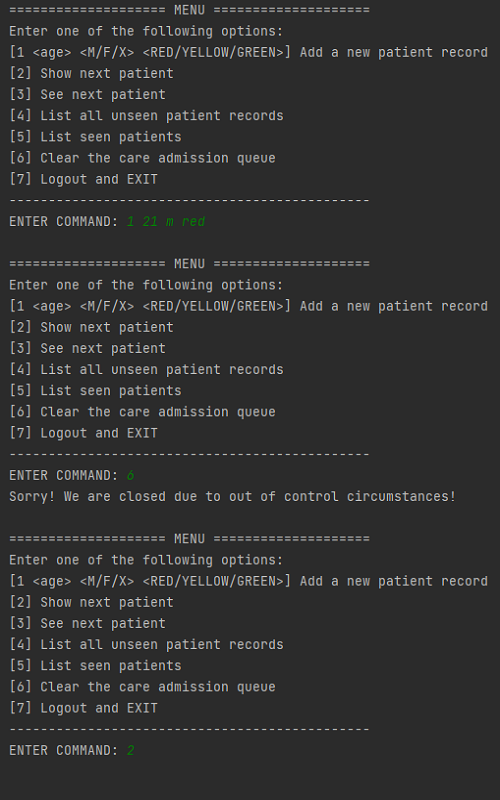 ==================== MENU ====================
Enter one of the following options:
[1 <age> <M/F/X> <RED/YELLOW/GREEN>] Add a new patient record
[2] Show next patient
[3] See next patient
[4] List all unseen patient records
[5] List seen patients
[6] Clear the care admission queue
[7] Logout and EXIT
----------------------------------------------
ENTER COMMAND: 1 21 m red
==================== MENU ====================
Enter one of the following options:
[1 <age> <M/F/X> <RED/YELLOW/GREEN>] Add a new patient record
[2] Show next patient
[3] See next patient
[4] List all unseen patient records
[5] List seen patients
[6] Clear the care admission queue
[7] Logout and EXIT
----------------------------------------------
ENTER COMMAND: 6
Sorry! We are closed due to out of control circumstances!
==================== MENU ====================
Enter one of the following options:
[1 <age> <M/F/X> <RED/YELLOW/GREEN>] Add a new patient record
[2] Show next patient
[3] See next patient
[4] List all unseen patient records
[5] List seen patients
[6] Clear the care admission queue
[7] Logout and EXIT
----------------------------------------------
ENTER COMMAND: 2